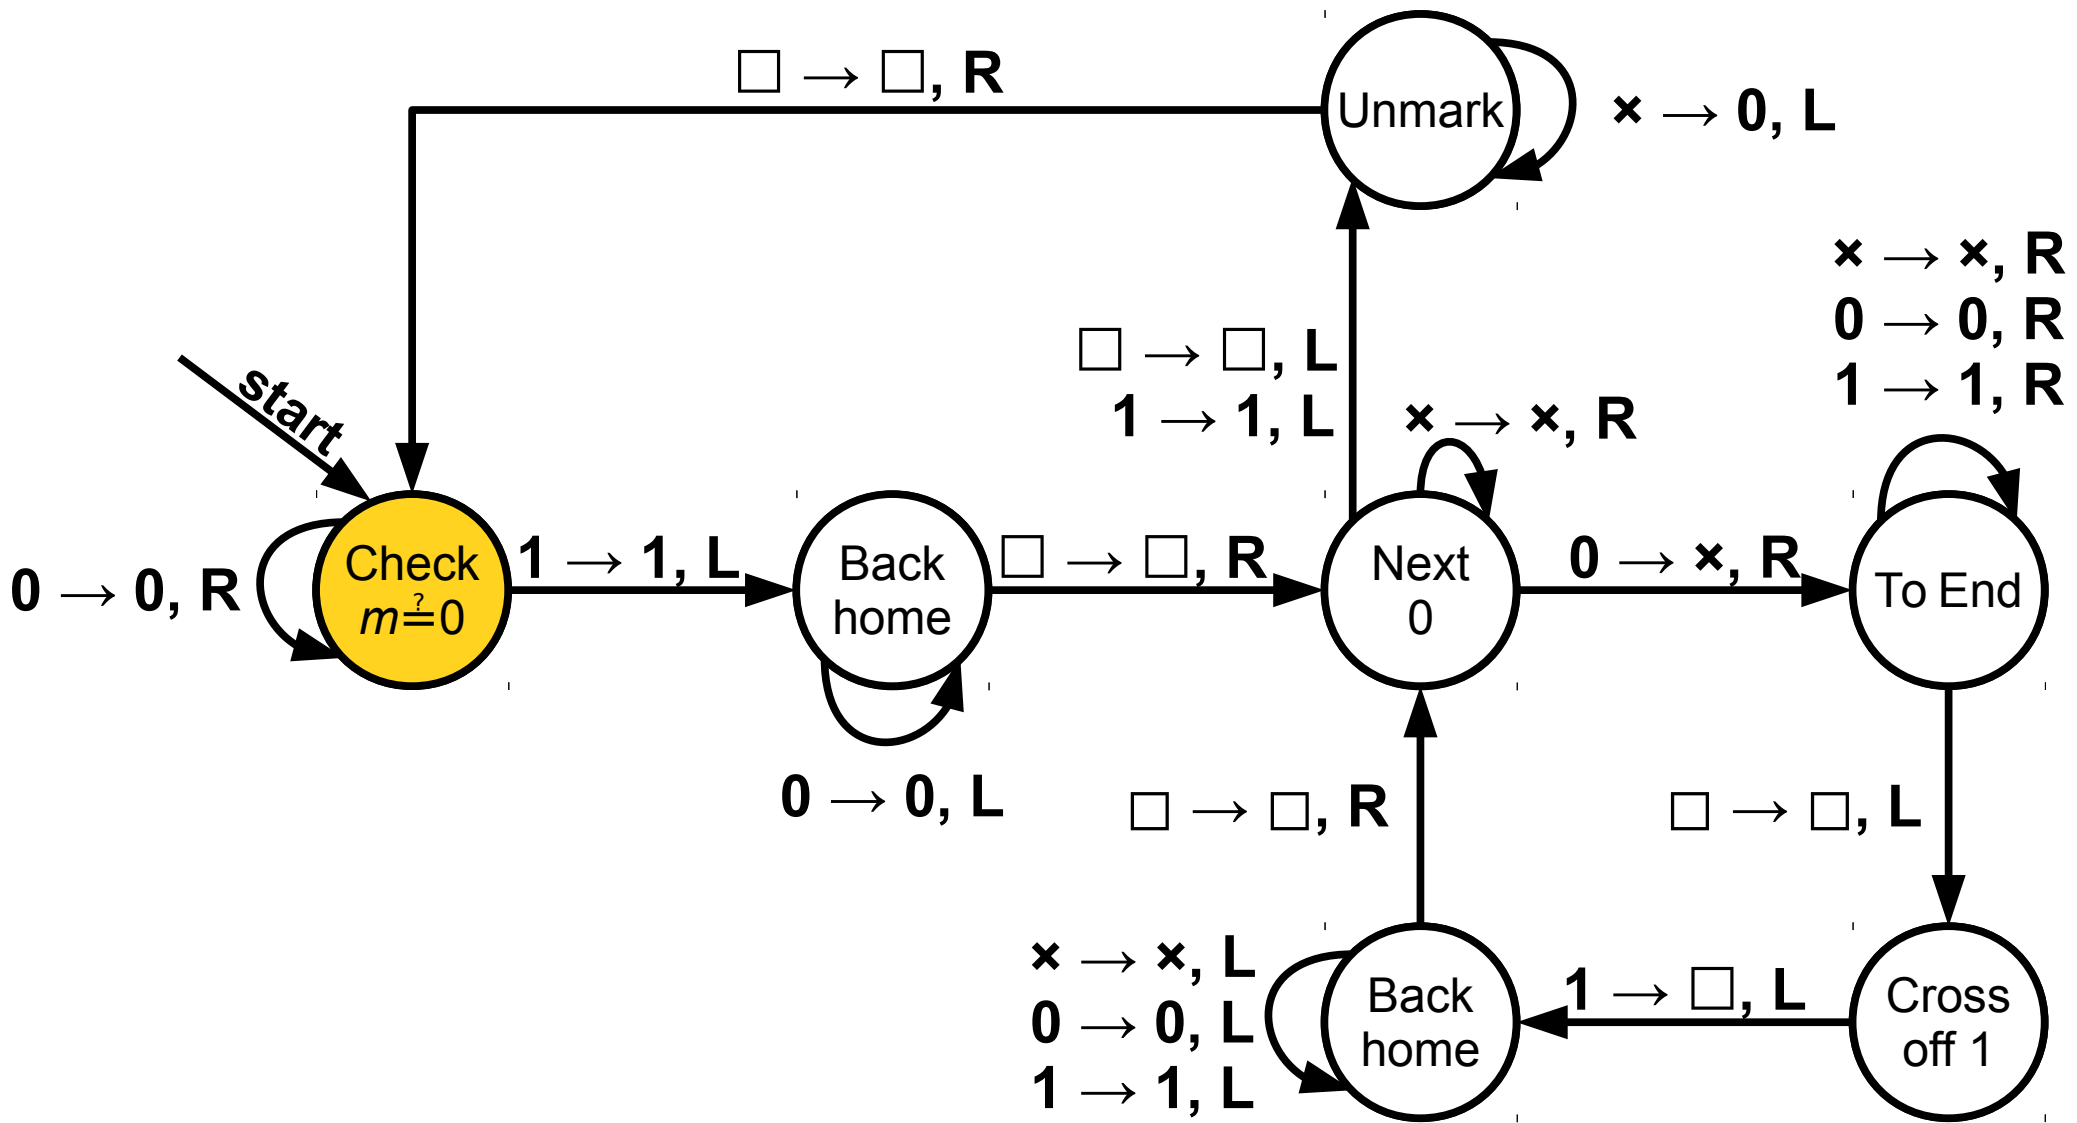 □ → □, R
Unmark
× → 0, L
× → ×, R
0 → 0, R
1 → 1, R
□ → □, L
1 → 1, L
× → ×, R
start
0 → 0, R
Check
m≟0
1 → 1, L
Back
home
□ → □, R
Next
0
0 → ×, R
To End
0 → 0, L
□ → □, R
□ → □, L
× → ×, L
0 → 0, L
1 → 1, L
Back
home
1 → □, L
Cross
off 1